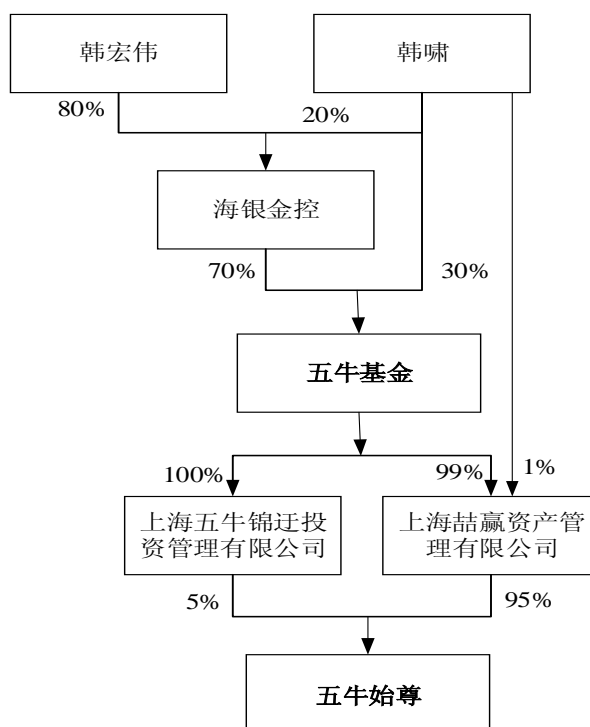 韩宏伟
韩啸
80%
20%
海银金控
70%
30%
五牛基金
100%
99%
1%
上海五牛锦迂投
资管理有限公司
上海喆赢资产管
理有限公司
5%
95%
五牛始尊